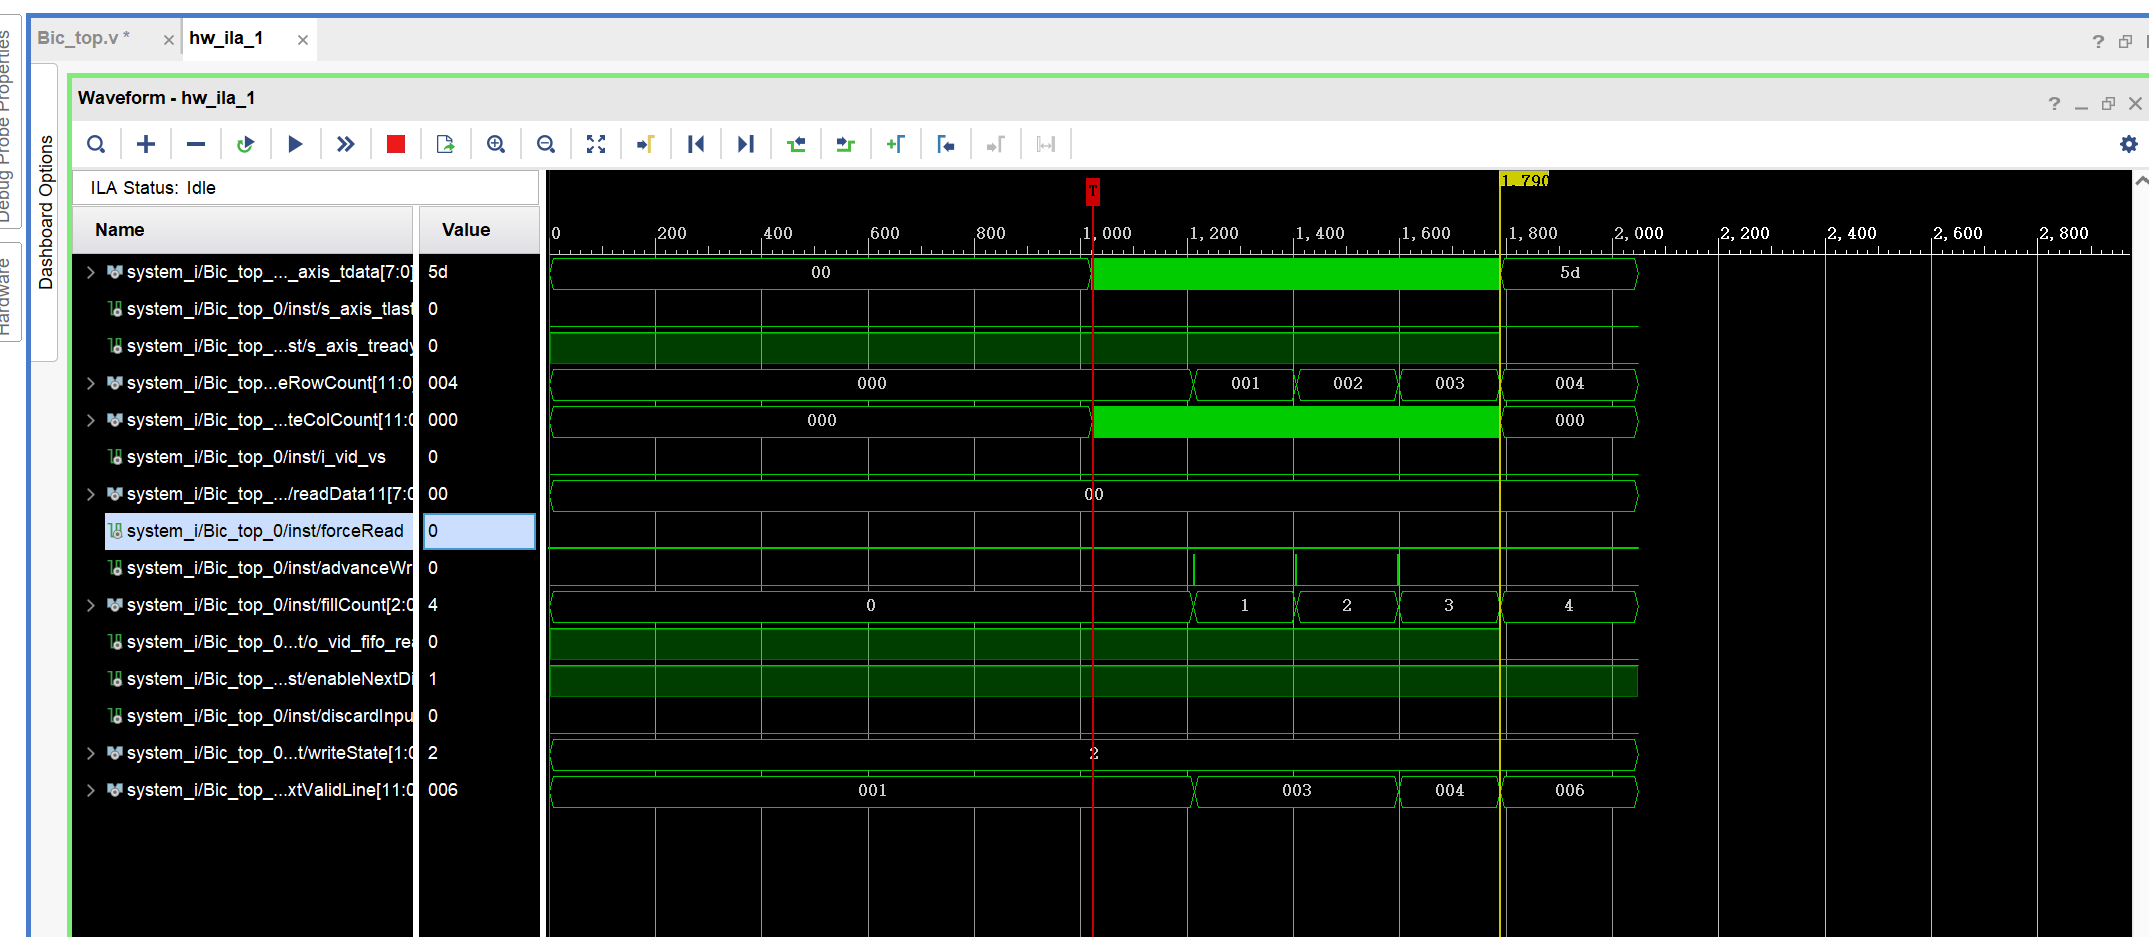 Bic_top.v *
hw_ila_1
Debug Probe Properties
Hardware
Dashboard Options
Waveform - hw_ila_1
ILA Status: Idle
Name Value
1,790
T
0 200 400 600 800 1,000 1,200 1,400 1,600 1,800 2,000 2,200 2,400 2,600 2,800
system_i/Bic_top_..._axis_tdata[7:0] 5d 00 5d
system_i/Bic_top_0/inst/s_axis_tlast 0
system_i/Bic_top_...st/s_axis_tready 0
system_i/Bic_top...eRowCount[11:0] 004 000 001 002 003 004
system_i/Bic_top_...teColCount[11:0 000 000 000
system_i/Bic_top_0/inst/i_vid_vs 0
system_i/Bic_top_.../readData11[7:0 00 00
system_i/Bic_top_0/inst/forceRead 0
system_i/Bic_top_0/inst/advanceWr 0
system_i/Bic_top_0/inst/fillCount[2:0 4 0 1 2 3 4
system_i/Bic_top_0...t/o_vid_fifo_rea 0
system_i/Bic_top_...st/enableNextDi 1
system_i/Bic_top_0/inst/discardInpu 0
system_i/Bic_top_0...t/writeState[1:0 2 2
system_i/Bic_top_...xtValidLine[11:0 006 001 003 004 006